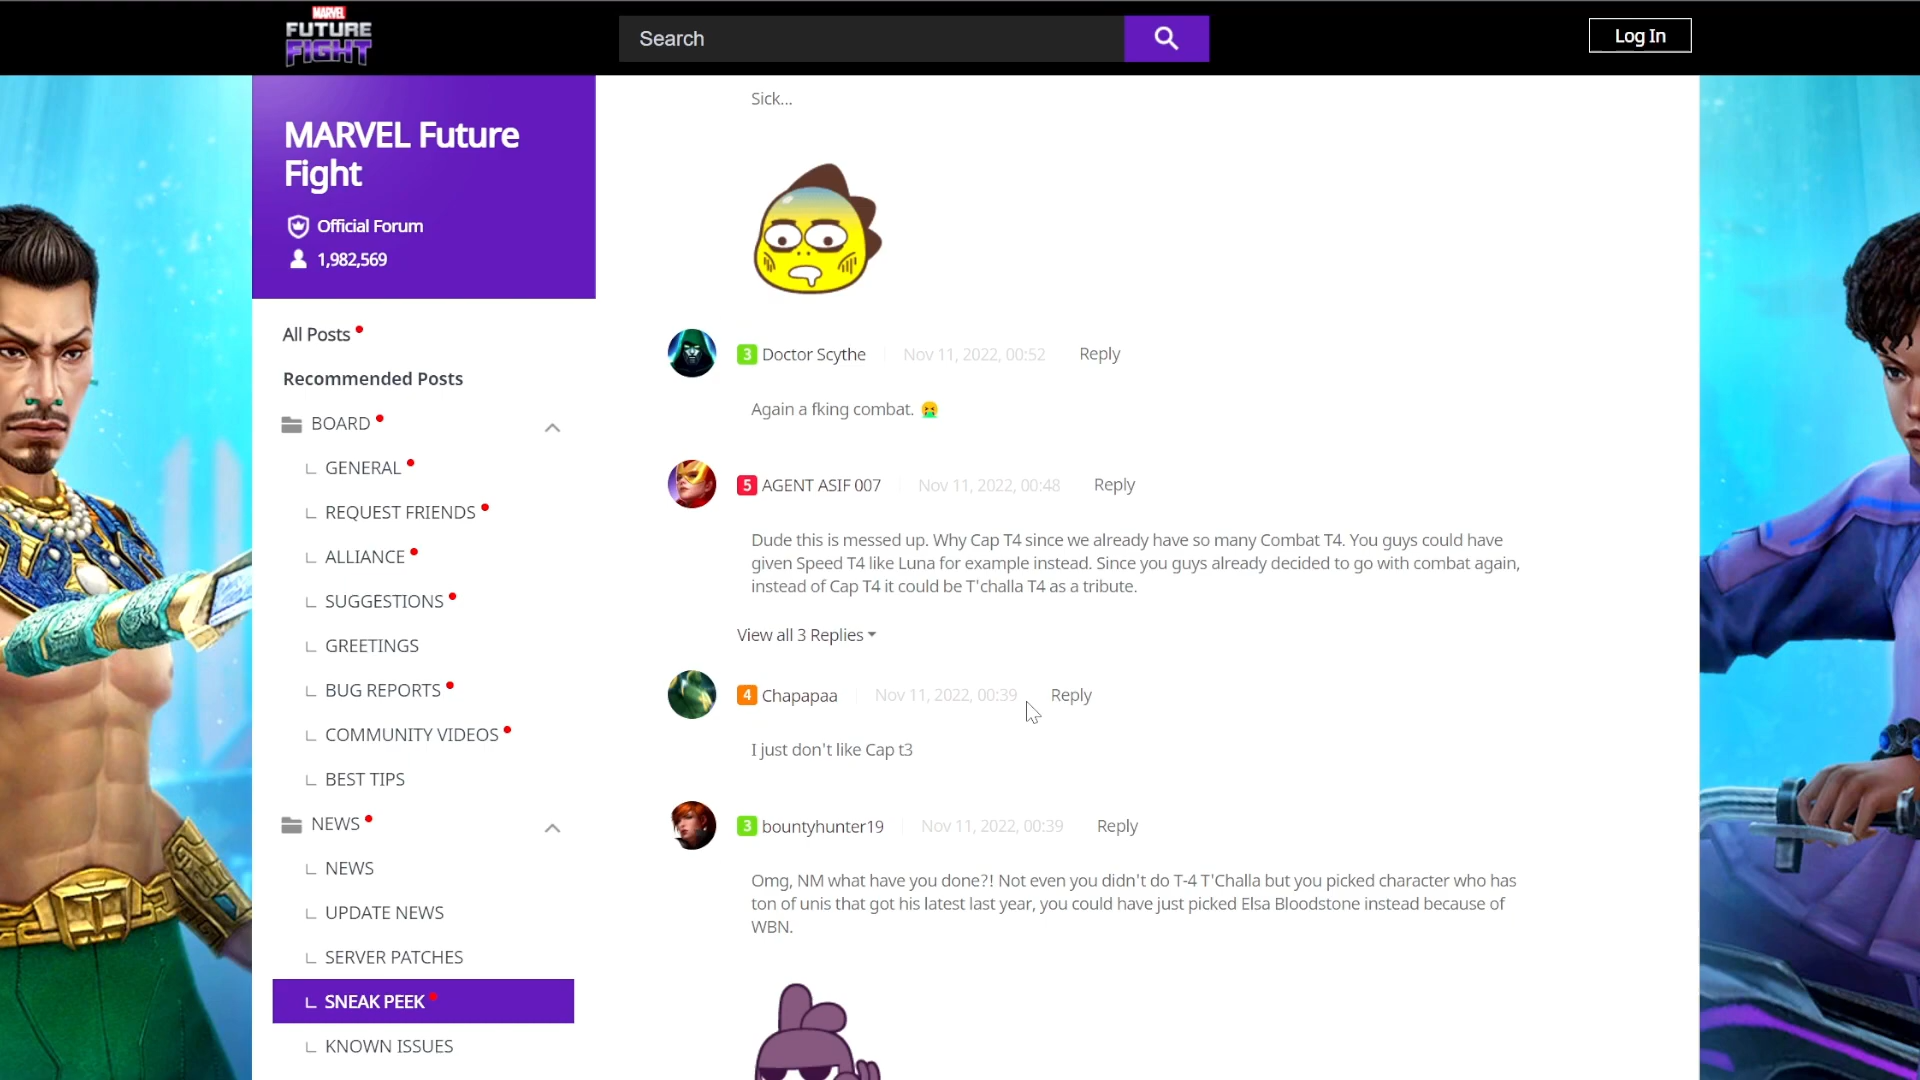 MARVEL
FUTURE
FIGHT
Search
Log In
MARVEL Future
Fight
Official Forum
1,982,569
All Posts
Recommended Posts
BOARD
GENERAL
REQUEST FRIENDS
ALLIANCE
SUGGESTIONS
GREETINGS
BUG REPORTS
COMMUNITY VIDEOS
BEST TIPS
NEWS
NEWS
UPDATE NEWS
SERVER PATCHES
SNEAK PEEK
KNOWN ISSUES
Sick...
3 Doctor Scythe Nov 11, 2022, 00:52 Reply
Again a fking combat. 🤮
5 AGENT ASIF 007 Nov 11, 2022, 00:48 Reply
Dude this is messed up. Why Cap T4 since we already have so many Combat T4. You guys could have
given Speed T4 like Luna for example instead. Since you guys already decided to go with combat again,
instead of Cap T4 it could be T'challa T4 as a tribute.
View all 3 Replies
4 Chapapaa Nov 11, 2022, 00:39 Reply
I just don't like Cap t3
3 bountyhunter19 Nov 11, 2022, 00:39 Reply
Omg, NM what have you done?! Not even you didn't do T-4 T'Challa but you picked character who has
ton of unis that got his latest last year, you could have just picked Elsa Bloodstone instead because of
WBN.